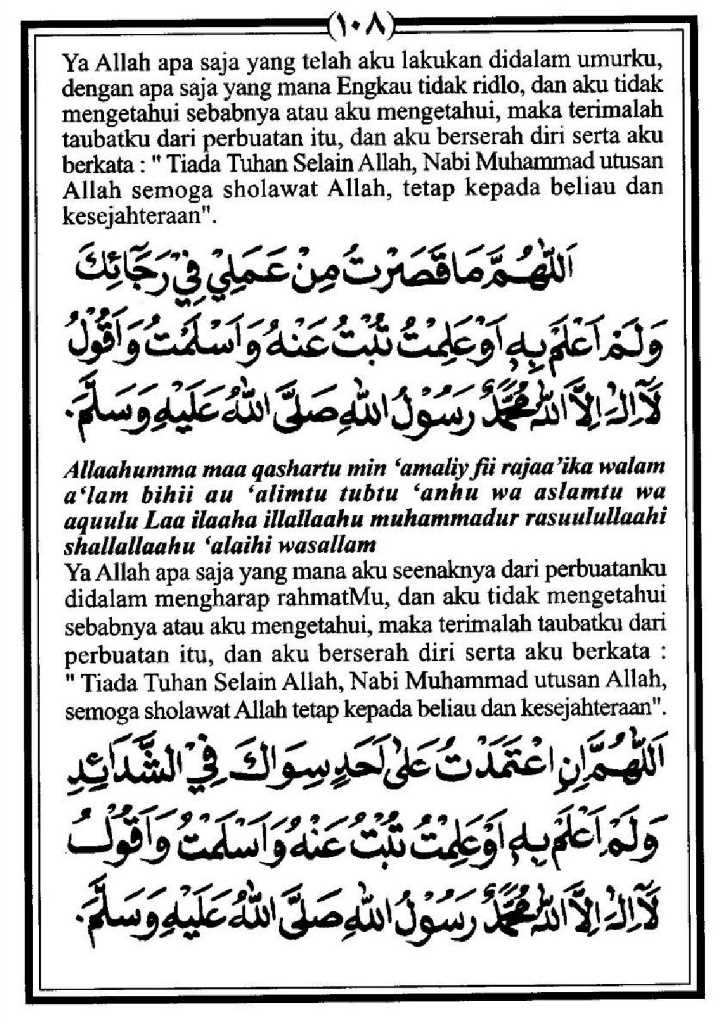 (١٠٨)
Ya Allah apa saja yang telah aku lakukan didalam umurku,
dengan apa saja yang mana Engkau tidak ridlo, dan aku tidak
mengetahui sebabnya atau aku mengetahui, maka terimalah
taubatku dari perbuatan itu, dan aku berserah diri serta aku
berkata : " Tiada Tuhan Selain Allah, Nabi Muhammad utusan
Allah semoga sholawat Allah, tetap kepada beliau dan
kesejahteraan".
اَللّٰهُمَّ مَا قَصَرْتُ مِنْ عَمَلِيْ فِيْ رَجَآئِكَ
وَلَمْ اَعْلَمْ بِهٖ اَوْ عَلِمْتُ تُبْتُ عَنْهُ وَاَسْلَمْتُ وَاَقُوْلُ
لَآ اِلٰهَ اِلَّا اللّٰهُ مُحَمَّدٌ رَسُوْلُ اللّٰهِ صَلَّى اللّٰهُ عَلَيْهِ وَسَلَّمَ.
Allaahumma maa qashartu min ‘amaliy fii rajaa’ika walam
a‘lam bihii au ‘alimtu tubtu ‘anhu wa aslamtu wa
aquulu Laa ilaaha illallaahu muhammadur rasuulullaahi
shallallaahu ‘alaihi wasallam
Ya Allah apa saja yang mana aku seenaknya dari perbuatanku
didalam mengharap rahmatMu, dan aku tidak mengetahui
sebabnya atau aku mengetahui, maka terimalah taubatku dari
perbuatan itu, dan aku berserah diri serta aku berkata :
" Tiada Tuhan Selain Allah, Nabi Muhammad utusan Allah,
semoga sholawat Allah tetap kepada beliau dan kesejahteraan".
اَللّٰهُمَّ اِنِ اعْتَمَدْتُ عَلٰى اَحَدٍ سِوَاكَ فِيْ الشَّدَآئِدِ
وَلَمْ اَعْلَمْ بِهٖ اَوْ عَلِمْتُ تُبْتُ عَنْهُ وَاَسْلَمْتُ وَاَقُوْلُ
لَآ اِلٰهَ اِلَّا اللّٰهُ مُحَمَّدٌ رَسُوْلُ اللّٰهِ صَلَّى اللّٰهُ عَلَيْهِ وَسَلَّمَ.